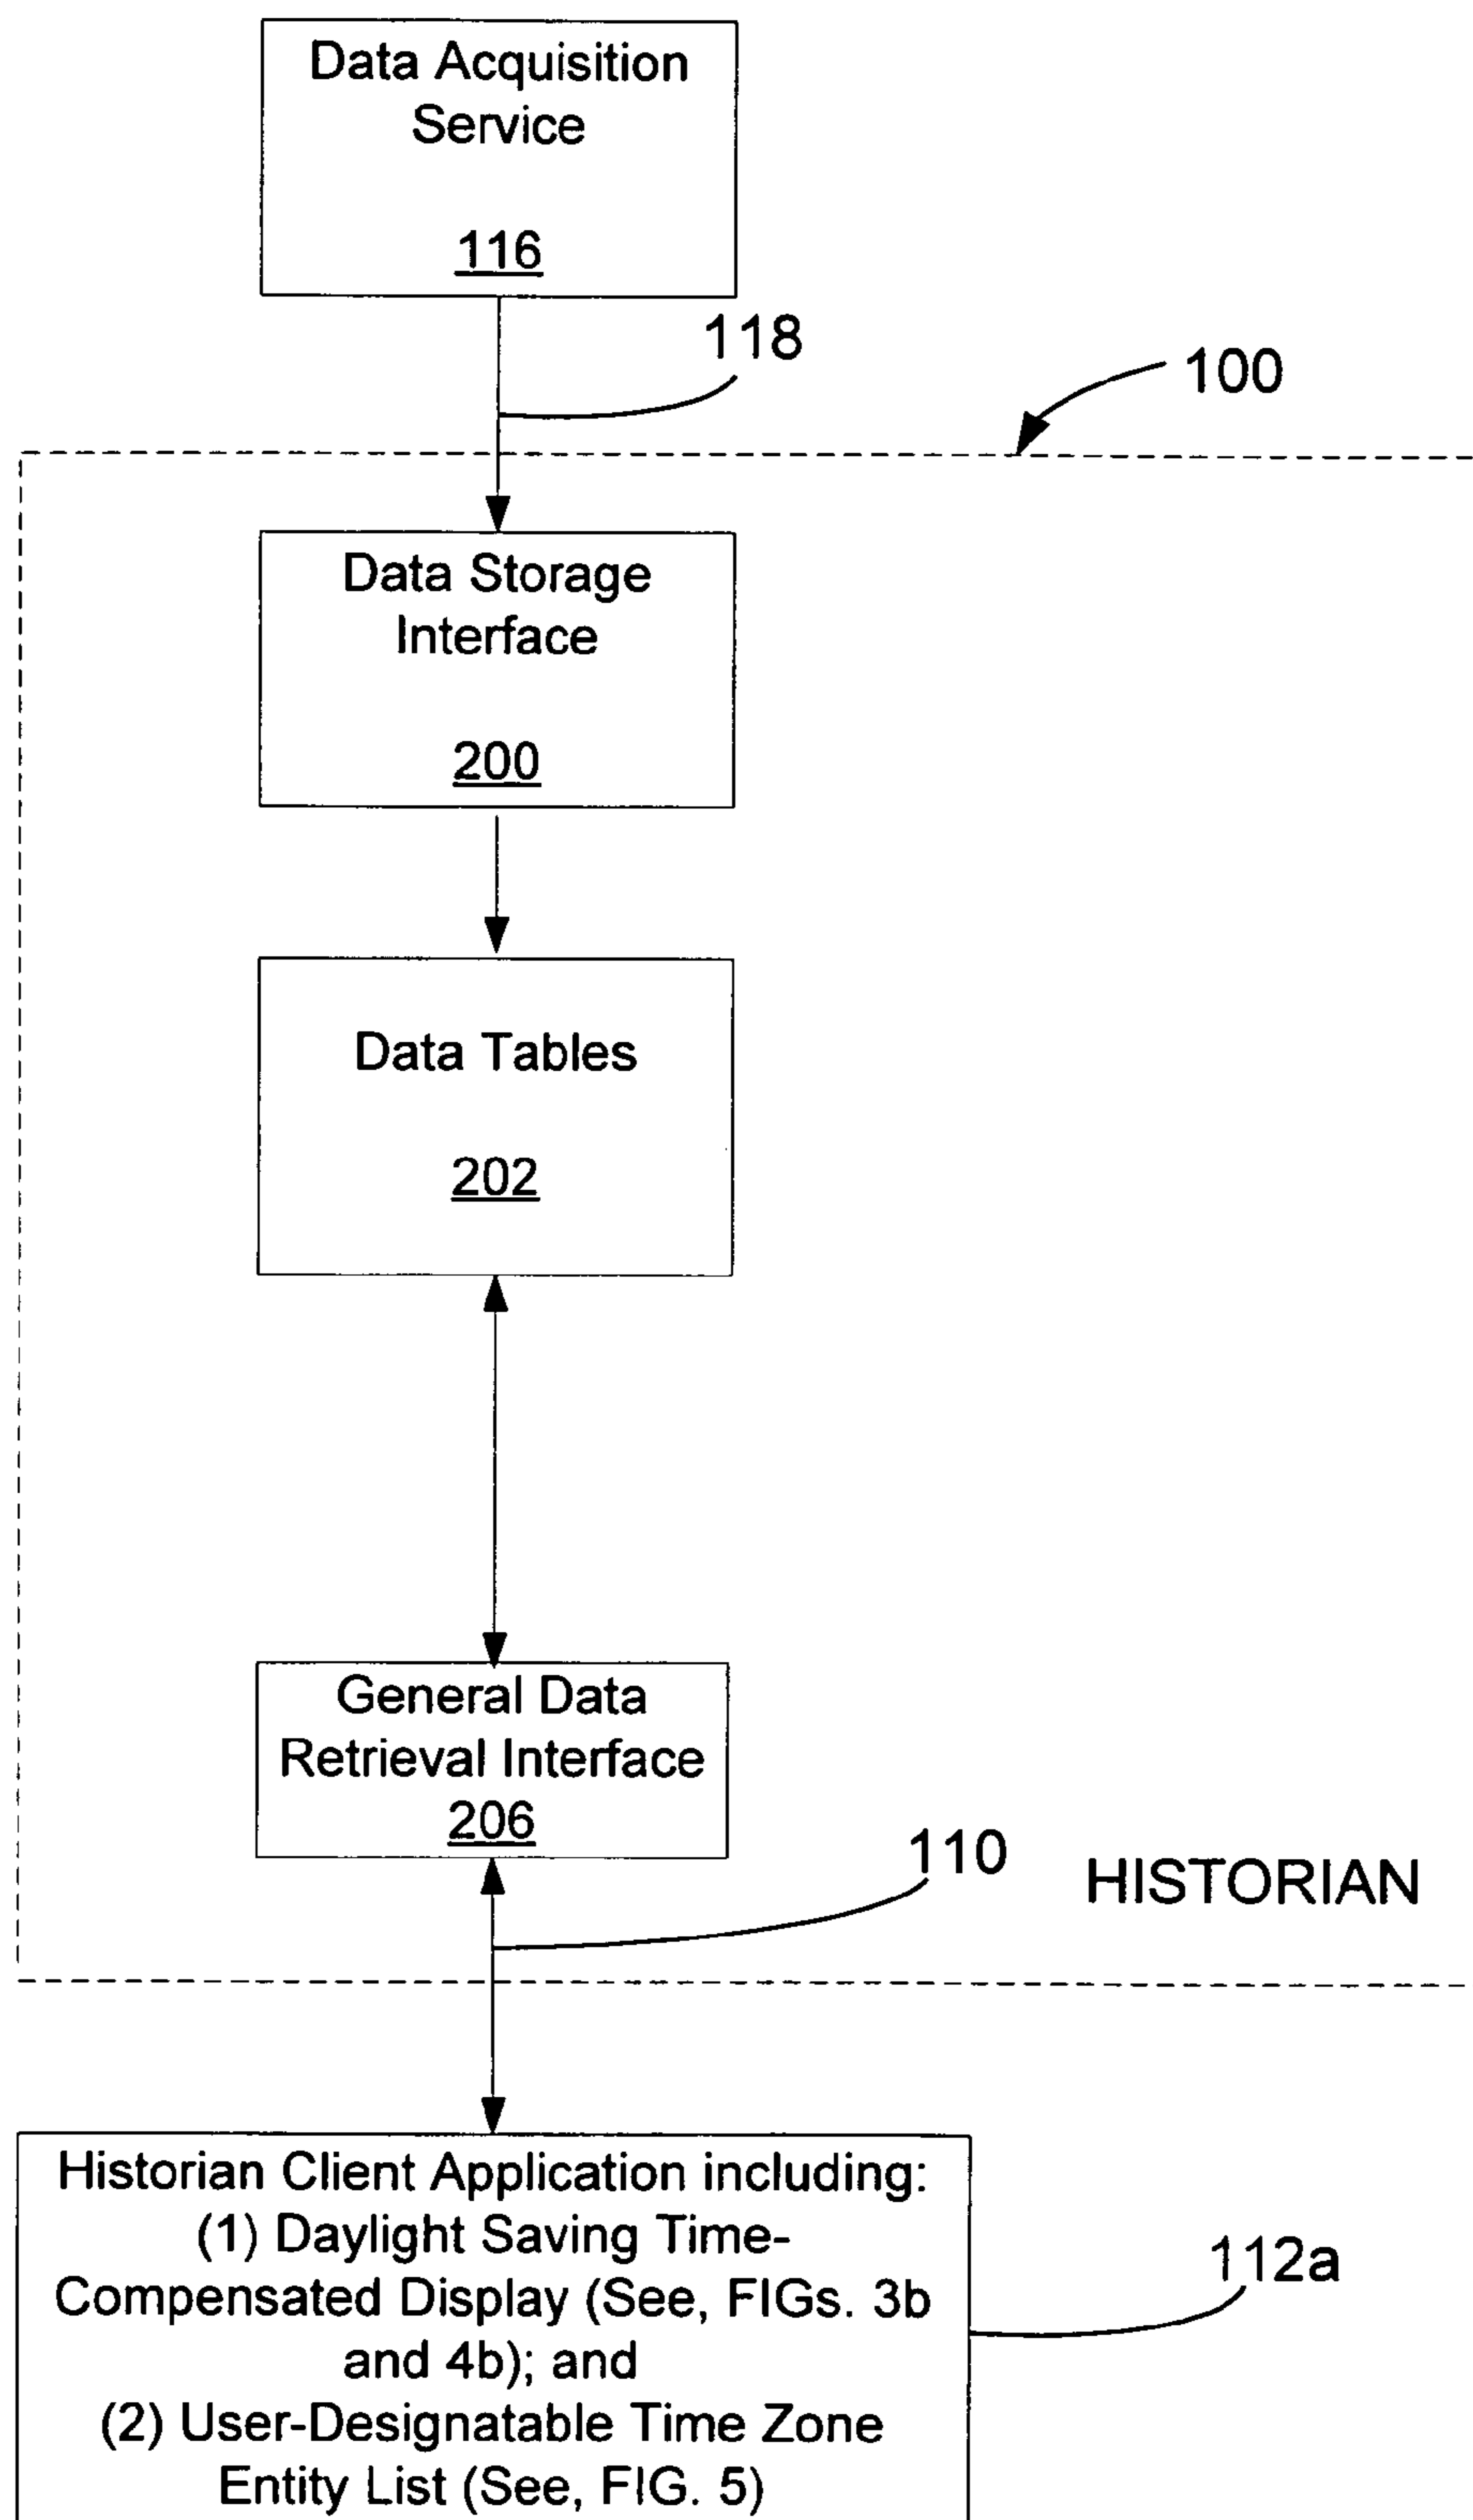 Data Acquisition
Service
116
118
100
Data Storage
Interface
200
Data Tables
202
General Data
Retrieval Interface
206
110
HISTORIAN
Historian Client Application including:
(1) Daylight Saving Time-
Compensated Display (See, FIGs. 3b
and 4b); and
(2) User-Designatable Time Zone
Entity List (See, FIG. 5)
112a